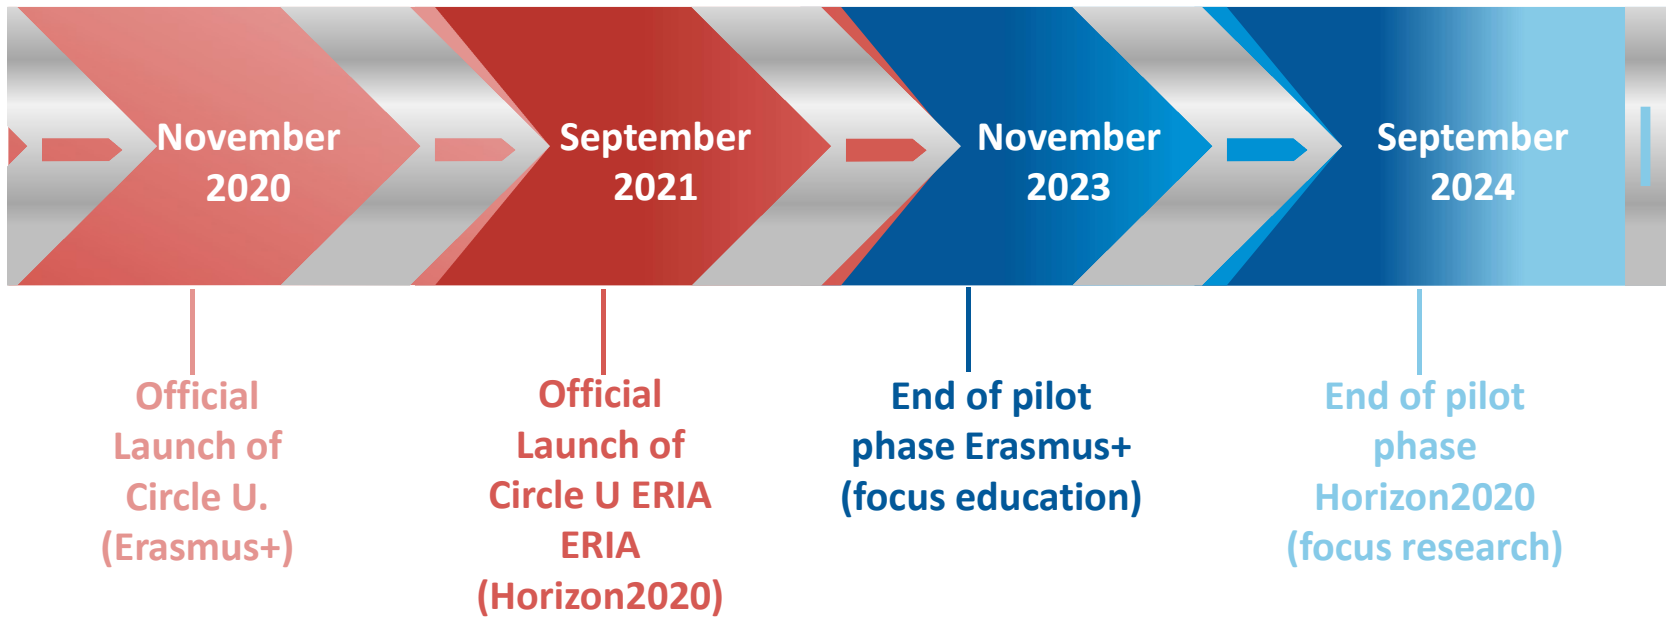 November
2020
September
2021
November
2023
September
2024
Official
Launch of
Circle U.
(Erasmus+)
Official
Launch of
Circle U ERIA
ERIA
(Horizon2020)
End of pilot
phase Erasmus+
(focus education)
End of pilot
phase
Horizon2020
(focus research)